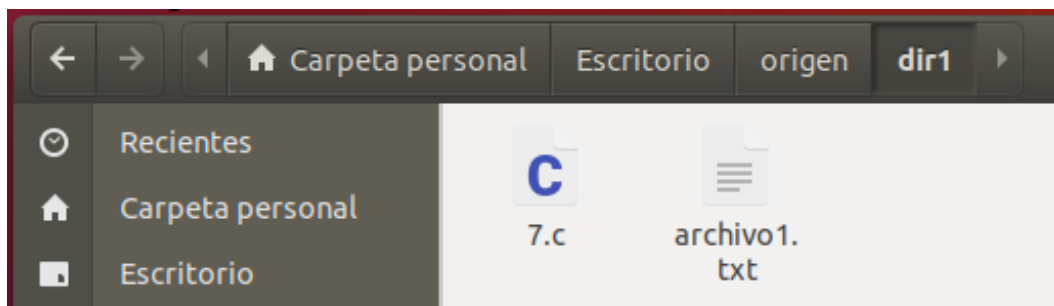 Carpeta personal Escritorio origen dir1
Recientes
Carpeta personal
Escritorio
C
7.c
archivo1.
txt